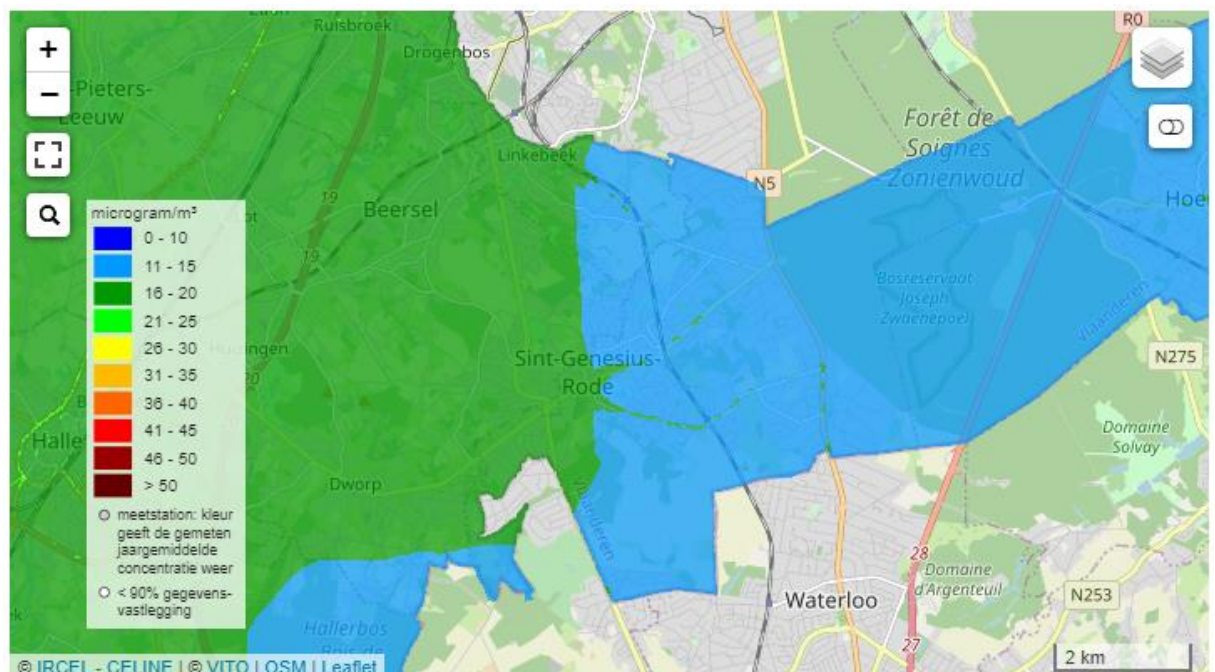 Ruisbroek
Drogenbos
+
−
-Pieters-
Leeuw
R0
Forêt de
Soignes
- Zoniënwoud
Linkebeek
N5
Hoe
microgram/m³
0 - 10
11 - 15
16 - 20
21 - 25
26 - 30
31 - 35
36 - 40
41 - 45
46 - 50
> 50
meetstation: kleur
geeft de gemeten
jaargemiddelde
concentratie weer
< 90% gegevens-
vastlegging
19
Beersel
19
20
Halle
Dworp
Sint-Genesius-
Rode
Bosreservaat
Joseph
Zwaenepoel
Vlaanderen
N275
Domaine
Solvay
Vlaanderen
Hallerbos
28
Domaine
d'Argenteuil
Waterloo
N253
27
2 km
© IRCEL - CELINE | © VITO | OSM | Leaflet